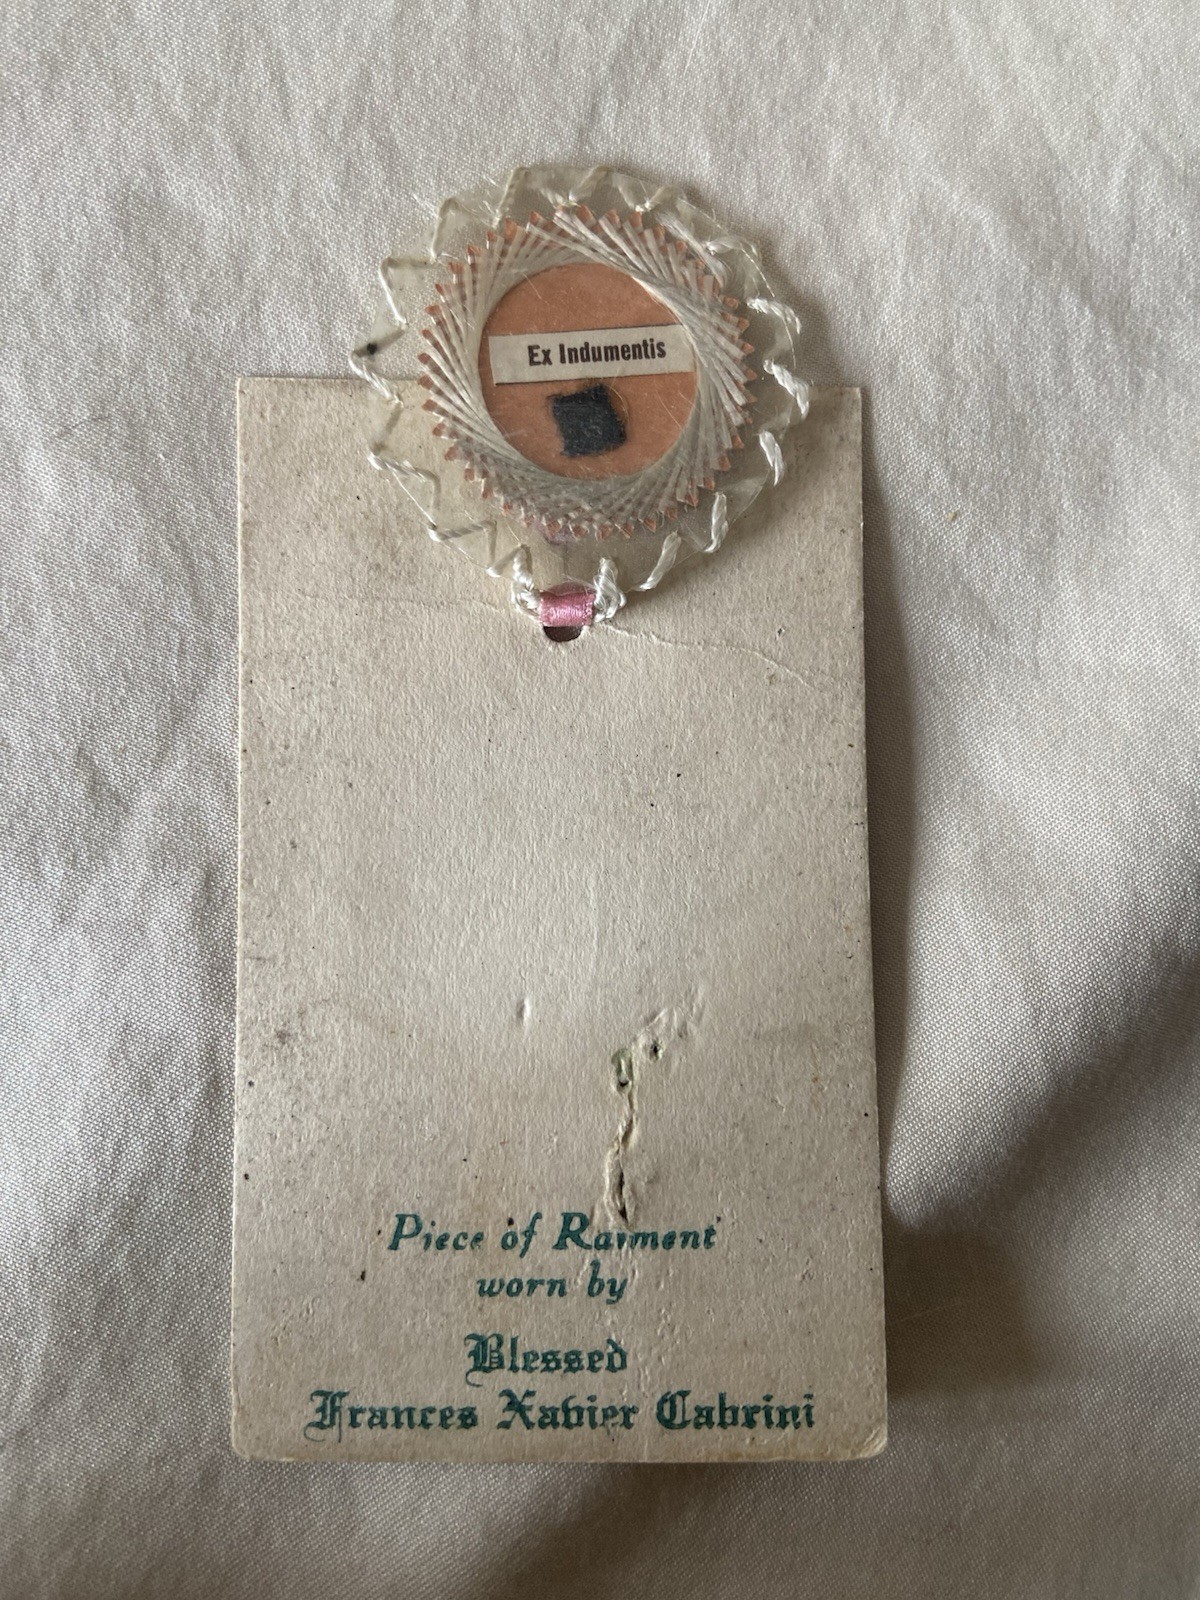 Ex Indumentis
Piece of Raiment
worn by
Blessed
Frances Xavier Cabrini